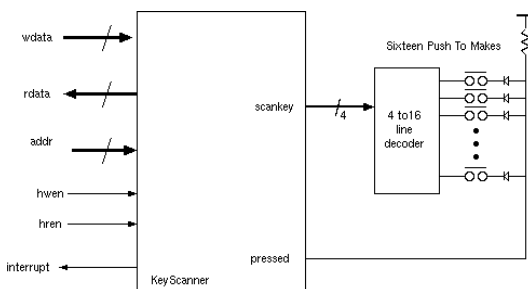 wdata
rdata
addr
hwen
hren
interrupt
scankey
4
pressed
KeyScanner
Sixteen Push To Makes
4 to16
line
decoder